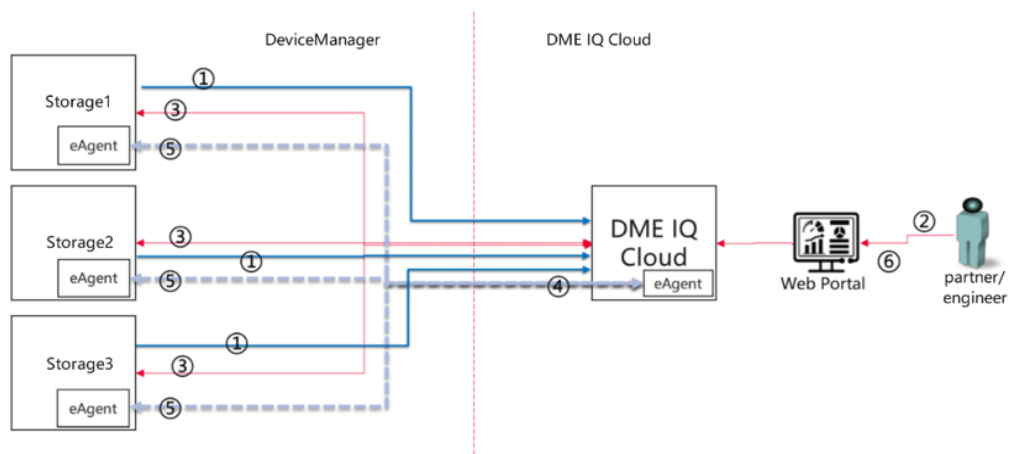 DeviceManager
DME IQ Cloud
①
Storage1
③
eAgent
⑤
Storage2
③
①
eAgent
⑤
④
DME IQ
Cloud
eAgent
Web Portal
②
⑥
partner/
engineer
①
Storage3
③
eAgent
⑤